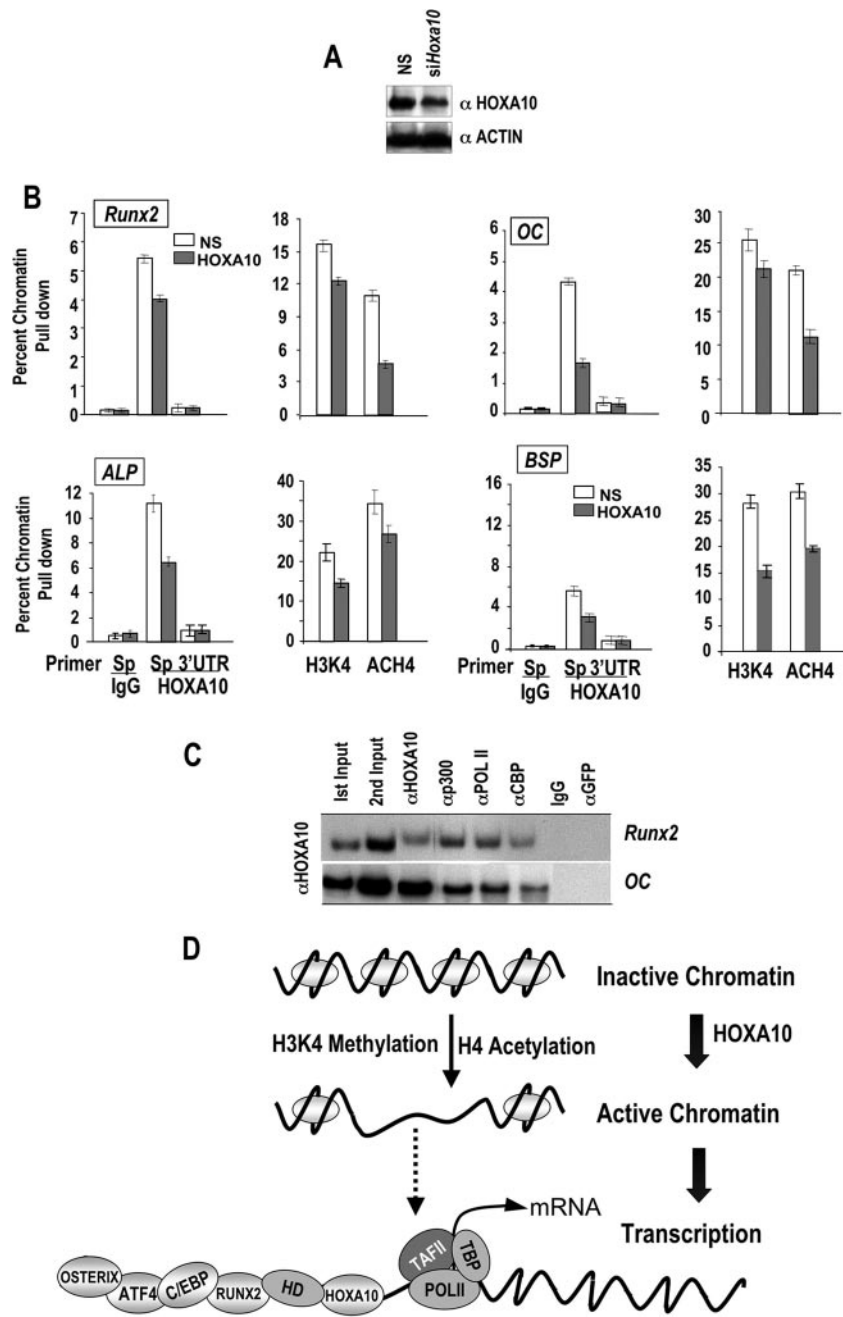 A
NS
siHoxa10
α HOXA10
α ACTIN
B
Runx2
7
6
5
4
3
2
1
0
Percent Chromatin
Pull down
NS
HOXA10
18
15
12
9
6
3
0
OC
6
4
2
0
30
25
20
15
10
5
0
ALP
12
10
8
6
4
2
0
Percent Chromatin
Pull down
40
30
20
10
0
BSP
16
12
8
4
0
NS
HOXA10
35
30
25
20
15
10
5
0
Primer Sp Sp 3'UTR
IgG HOXA10
H3K4 ACH4
Primer Sp Sp 3'UTR
IgG HOXA10
H3K4 ACH4
C
Ist Input
2nd Input
αHOXA10
αp300
αPOL II
αCBP
IgG
αGFP
αHOXA10
Runx2
OC
D
Inactive Chromatin
H3K4 Methylation
H4 Acetylation
HOXA10
Active Chromatin
mRNA
Transcription
TAFII
TBP
POLII
OSTERIX
ATF4
C/EBP
RUNX2
HD
HOXA10